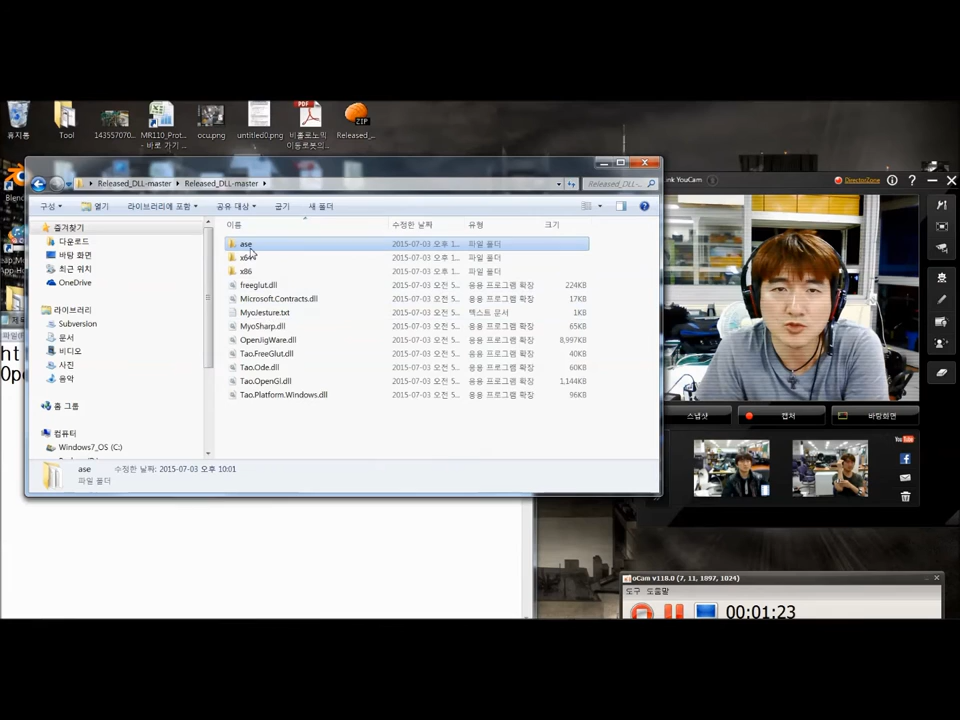 휴지통
Tool
143557070...
MR110_Prot...
- 바로 가기 ...
ocu.png
untitled0.png
비홀로노믹
이동로봇의...
Released_...
PDF
ZIP
Released_DLL-master
Released_DLL-master
Released_DLL-...
구성
열기
라이브러리에 포함
공유 대상
굽기
새 폴더
즐겨찾기
다운로드
바탕 화면
최근 위치
OneDrive
라이브러리
Subversion
문서
비디오
사진
음악
홈 그룹
컴퓨터
Windows7_OS (C:)
이름 수정한 날짜 유형 크기
ase 2015-07-03 오후 1... 파일 폴더
x64 2015-07-03 오후 1... 파일 폴더
x86 2015-07-03 오후 1... 파일 폴더
freeglut.dll 2015-07-03 오전 5... 응용 프로그램 확장 224KB
Microsoft.Contracts.dll 2015-07-03 오전 5... 응용 프로그램 확장 17KB
MyoJesture.txt 2015-07-03 오전 5... 텍스트 문서 1KB
MyoSharp.dll 2015-07-03 오전 5... 응용 프로그램 확장 65KB
OpenJigWare.dll 2015-07-03 오전 5... 응용 프로그램 확장 8,997KB
Tao.FreeGlut.dll 2015-07-03 오전 5... 응용 프로그램 확장 40KB
Tao.Ode.dll 2015-07-03 오전 5... 응용 프로그램 확장 60KB
Tao.OpenGl.dll 2015-07-03 오전 5... 응용 프로그램 확장 1,144KB
Tao.Platform.Windows.dll 2015-07-03 오전 5... 응용 프로그램 확장 96KB
ase 수정한 날짜: 2015-07-03 오후 10:01
파일 폴더
YouCam
DirectorZone
스냅샷
캡처
바탕화면
You Tube
oCam v118.0 (7, 11, 1897, 1024)
도구 도움말
00:01:23